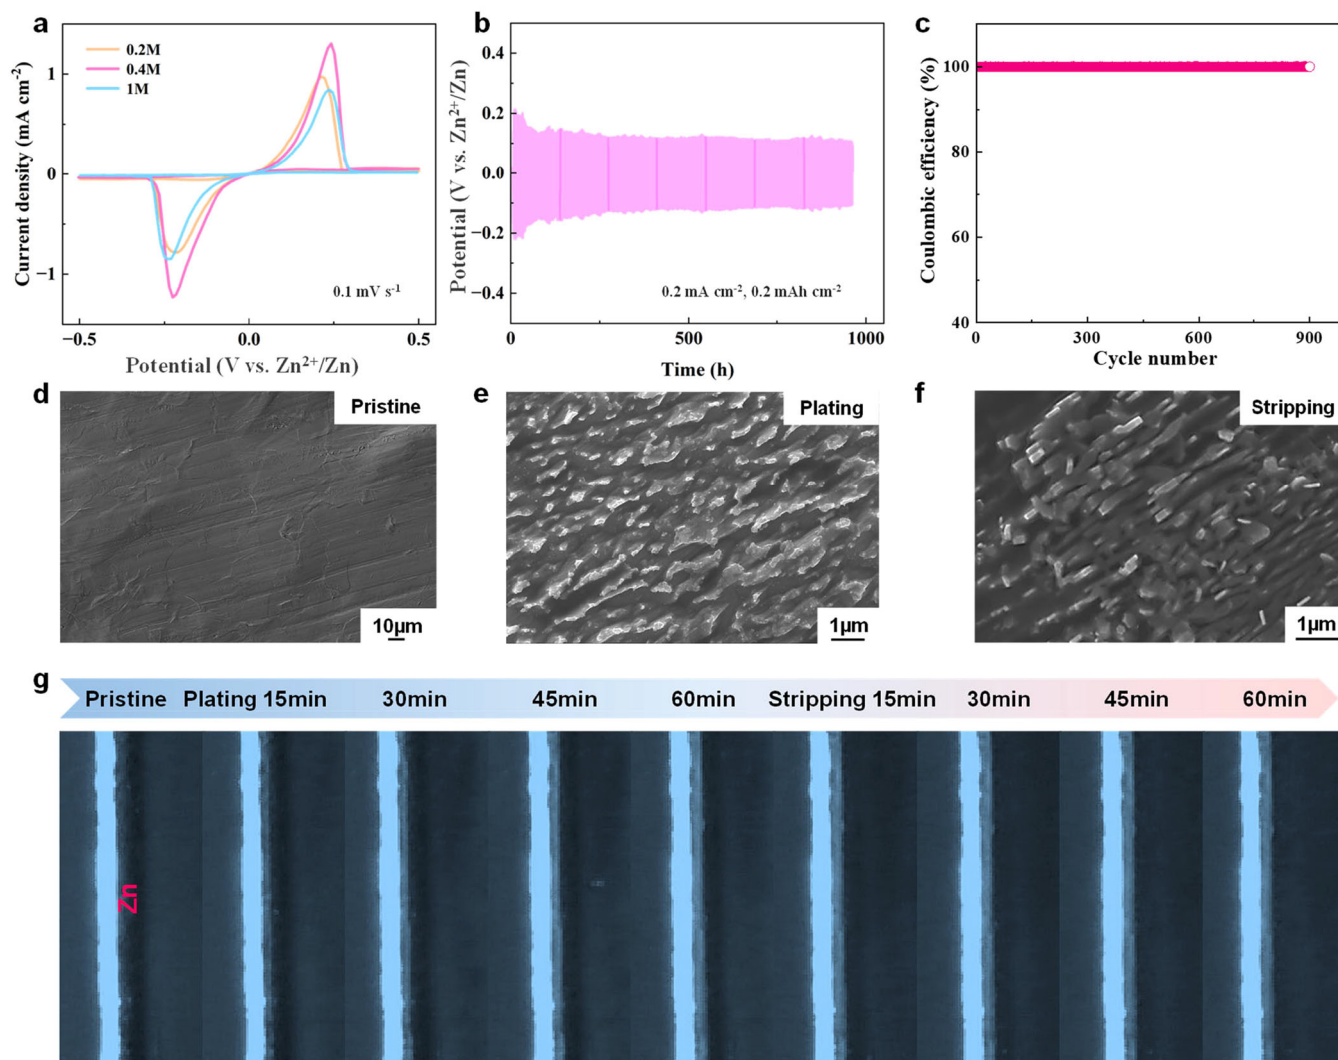 a
0.2M
0.4M
1M
1
0
−1
Current density (mA cm⁻²)
0.1 mV s⁻¹
−0.5
0.0
0.5
Potential (V vs. Zn²⁺/Zn)
b
0.4
0.2
0.0
−0.2
−0.4
Potential (V vs. Zn²⁺/Zn)
0.2 mA cm⁻², 0.2 mAh cm⁻²
0
500
1000
Time (h)
c
100
80
60
40
Coulombic efficiency (%)
0
300
600
900
Cycle number
d
Pristine
10μm
e
Plating
1μm
f
Stripping
1μm
g
Pristine Plating 15min 30min 45min 60min Stripping 15min 30min 45min 60min
Zn